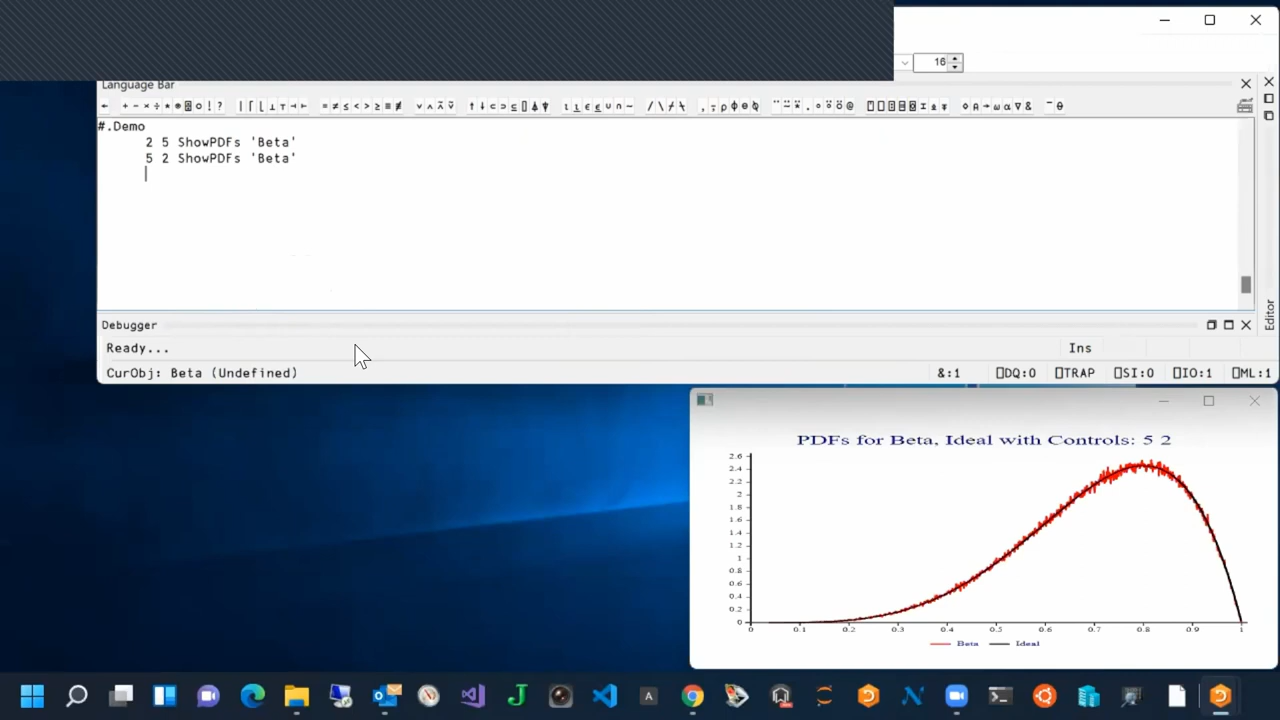 16
Language Bar
← +-×÷*⍟⌹○!? |⌈⌊⊥⊤⊣⊢ =≠≤<>≥≡≢ ∨∧⍲⍱ ↑↓⊂⊃⊆⌷⍋⍒ ⍳⍸∊⍷∪∩~ /\⌿⍀ ,⍪⍴⌽⊖⍉ ¨⍨⍣.∘⍤⍥@ ⍞⎕⍠⌸⌺⌶⍎⍕ ⋄⍝→⍵⍺∇& ¯⍬
#.Demo
2 5 ShowPDFs 'Beta'
5 2 ShowPDFs 'Beta'
Editor
Debugger
Ready... Ins
CurObj: Beta (Undefined) &:1 ⎕DQ:0 ⎕TRAP ⎕SI:0 ⎕IO:1 ⎕ML:1
PDFs for Beta, Ideal with Controls: 5 2
2.6
2.4
2.2
2
1.8
1.6
1.4
1.2
1
0.8
0.6
0.4
0.2
0
0 0.1 0.2 0.3 0.4 0.5 0.6 0.7 0.8 0.9 1
Beta Ideal